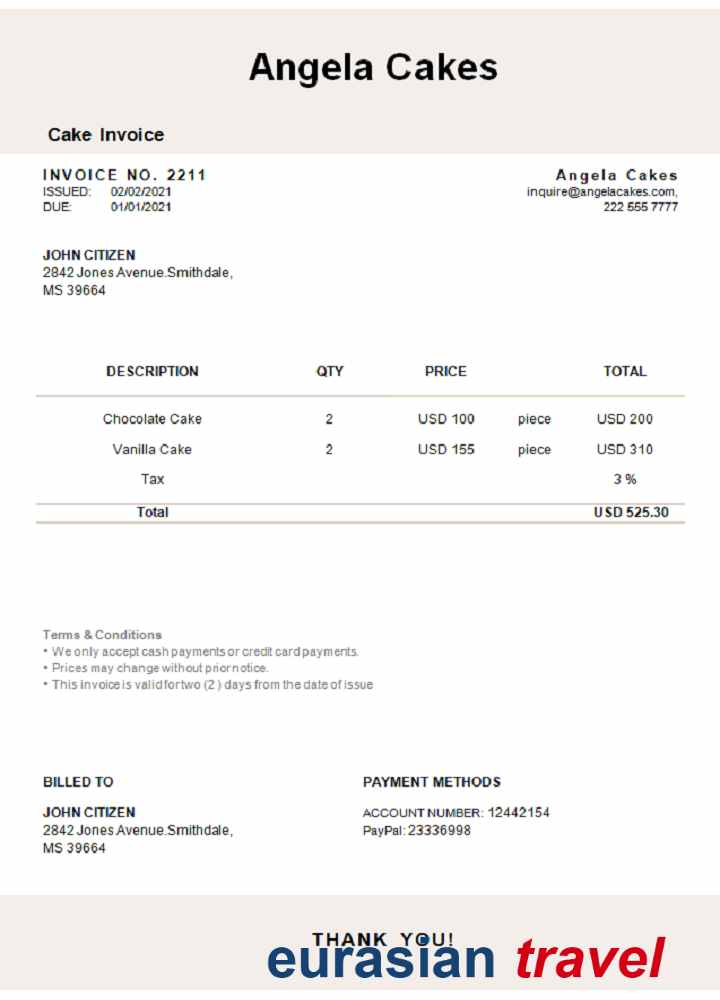 Angela Cakes
Cake Invoice
INVOICE NO. 2211
ISSUED: 02/02/2021
DUE: 01/01/2021
Angela Cakes
inquire@angelacakes.com,
222 555 7777
JOHN CITIZEN
2842 Jones Avenue.Smithdale,
MS 39664
DESCRIPTION QTY PRICE TOTAL
Chocolate Cake 2 USD 100 piece USD 200
Vanilla Cake 2 USD 155 piece USD 310
Tax 3 %
Total USD 525.30
Terms & Conditions
• We only accept cash payments or credit card payments.
• Prices may change without prior notice.
• This invoice is valid for two (2) days from the date of issue
BILLED TO
JOHN CITIZEN
2842 Jones Avenue.Smithdale,
MS 39664
PAYMENT METHODS
ACCOUNT NUMBER: 12442154
PayPal: 23336998
THANK YOU!
eurasian travel